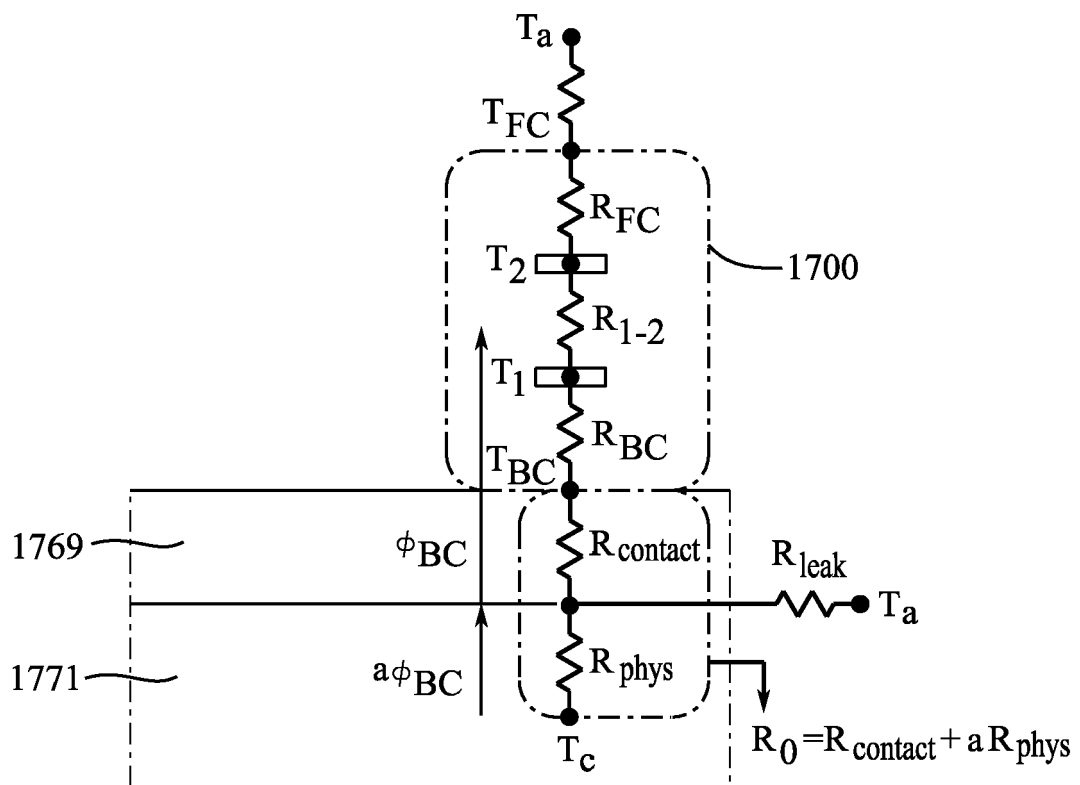 Ta
TFC
RFC
T2
1700
R1-2
T1
RBC
TBC
1769
ϕBC
Rcontact
Rleak
Ta
1771
aϕBC
Rphys
Tc
R0=Rcontact+ a Rphys